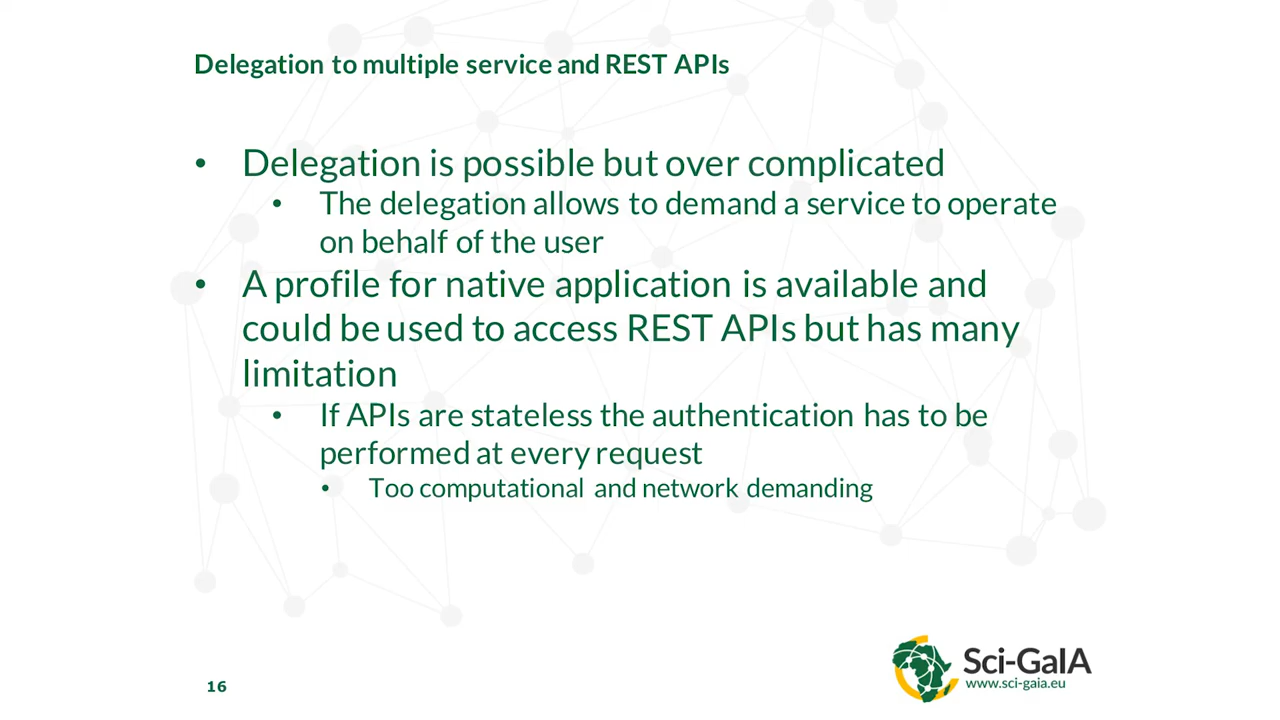 Delegation to multiple service and REST APIs
• Delegation is possible but over complicated
• The delegation allows to demand a service to operate
on behalf of the user
• A profile for native application is available and
could be used to access REST APIs but has many
limitation
• If APIs are stateless the authentication has to be
performed at every request
• Too computational and network demanding
16
Sci-GaIA
www.sci-gaia.eu